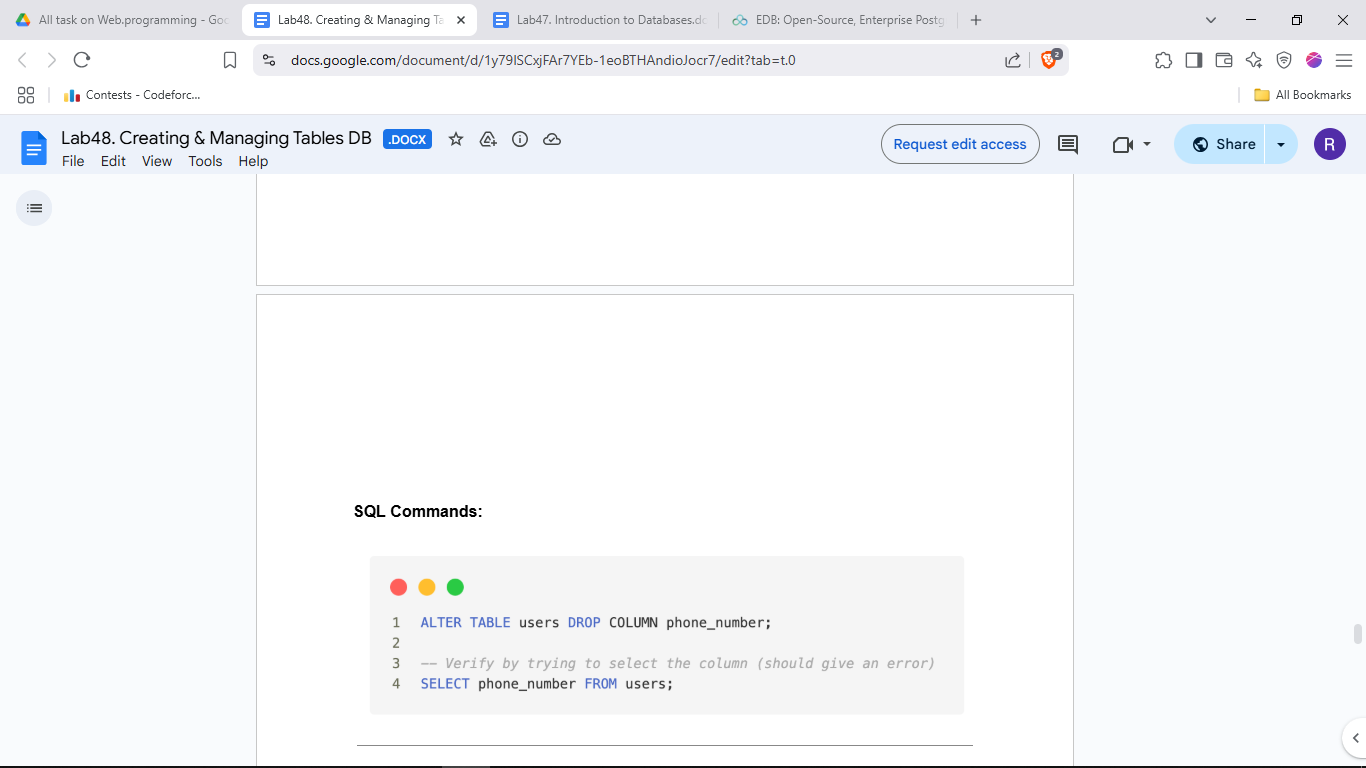 All task on Web.programming - Goo
Lab48. Creating & Managing Ta
Lab47. Introduction to Databases.do
EDB: Open-Source, Enterprise Postg
docs.google.com/document/d/1y79ISCxjFAr7YEb-1eoBTHAndioJocr7/edit?tab=t.0
2
Contests - Codeforc...
All Bookmarks
Lab48. Creating & Managing Tables DB
.DOCX
File Edit View Tools Help
Request edit access
Share
R
SQL Commands:
1 ALTER TABLE users DROP COLUMN phone_number;
2
3 -- Verify by trying to select the column (should give an error)
4 SELECT phone_number FROM users;